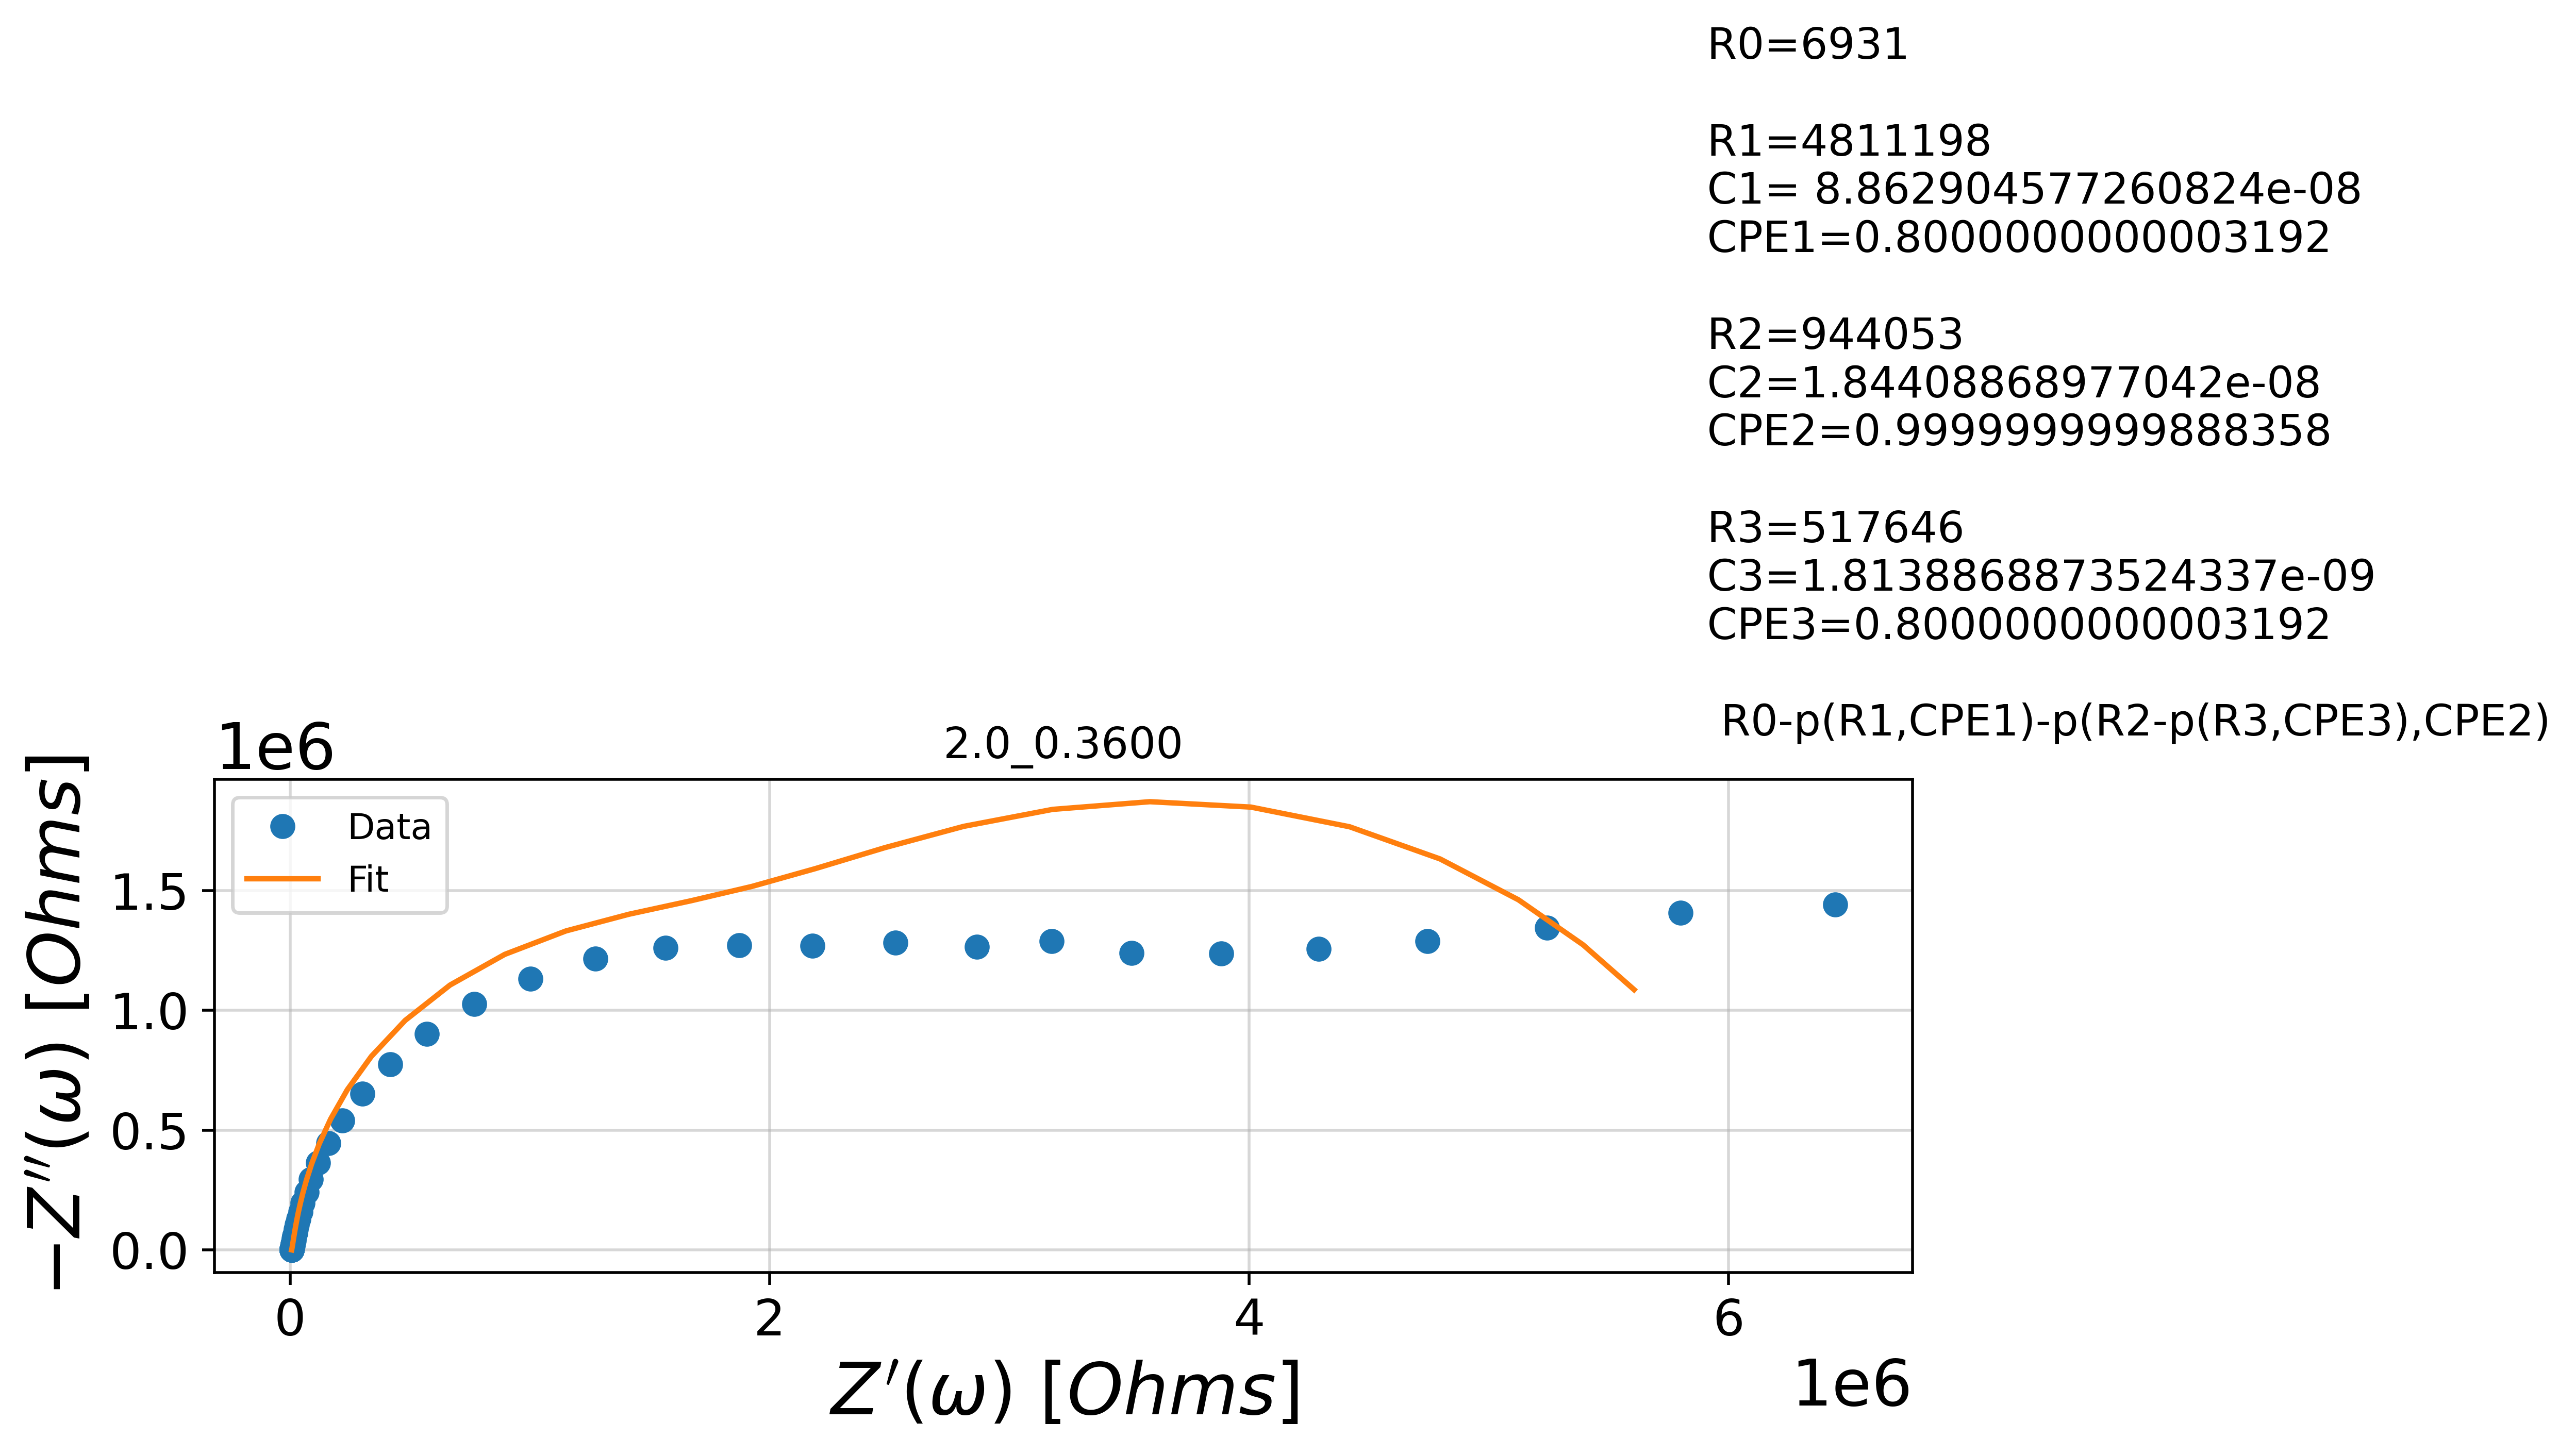 R0=6931
R1=4811198
C1= 8.862904577260824e-08
CPE1=0.8000000000003192
R2=944053
C2=1.84408868977042e-08
CPE2=0.9999999999888358
R3=517646
C3=1.8138868873524337e-09
CPE3=0.8000000000003192
R0-p(R1,CPE1)-p(R2-p(R3,CPE3),CPE2)
1e6
2.0_0.3600
Data
Fit
−Z′′(ω) [Ohms]
1.5
1.0
0.5
0.0
0 2 4 6
Z′(ω) [Ohms]
1e6